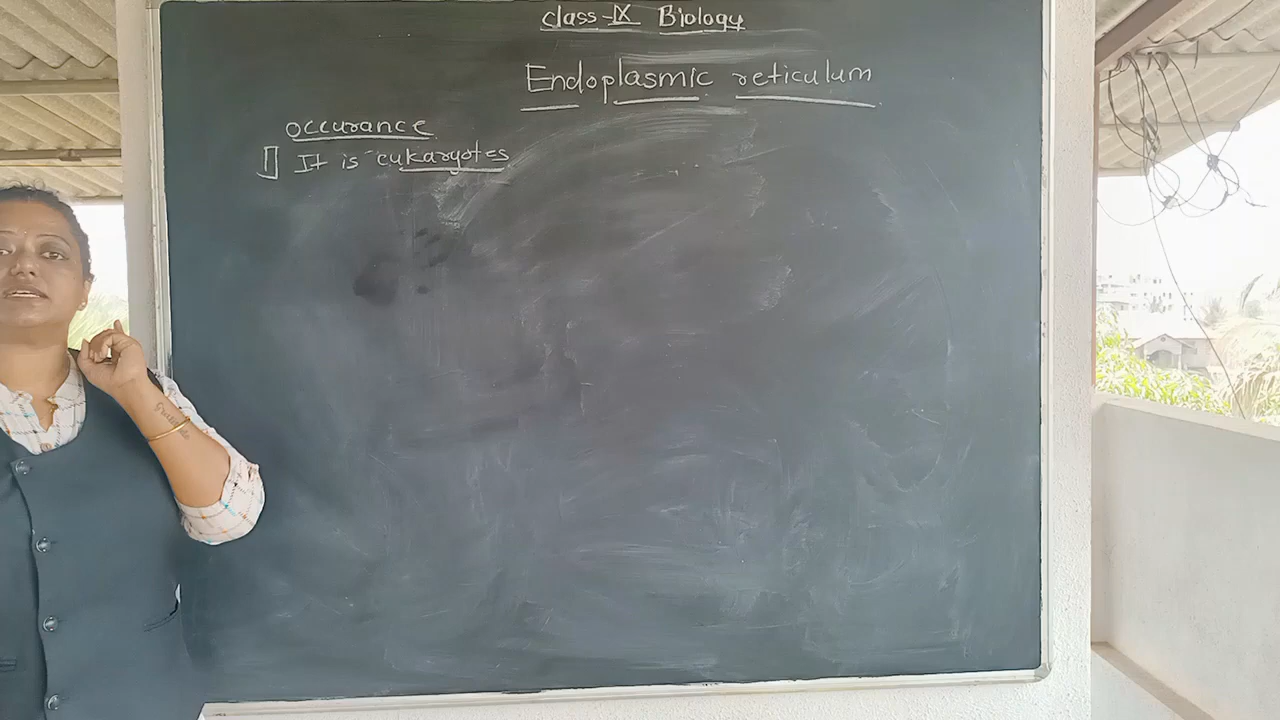 class-IX Biology
Endoplasmic reticulum
occurance
1] It is eukaryotes